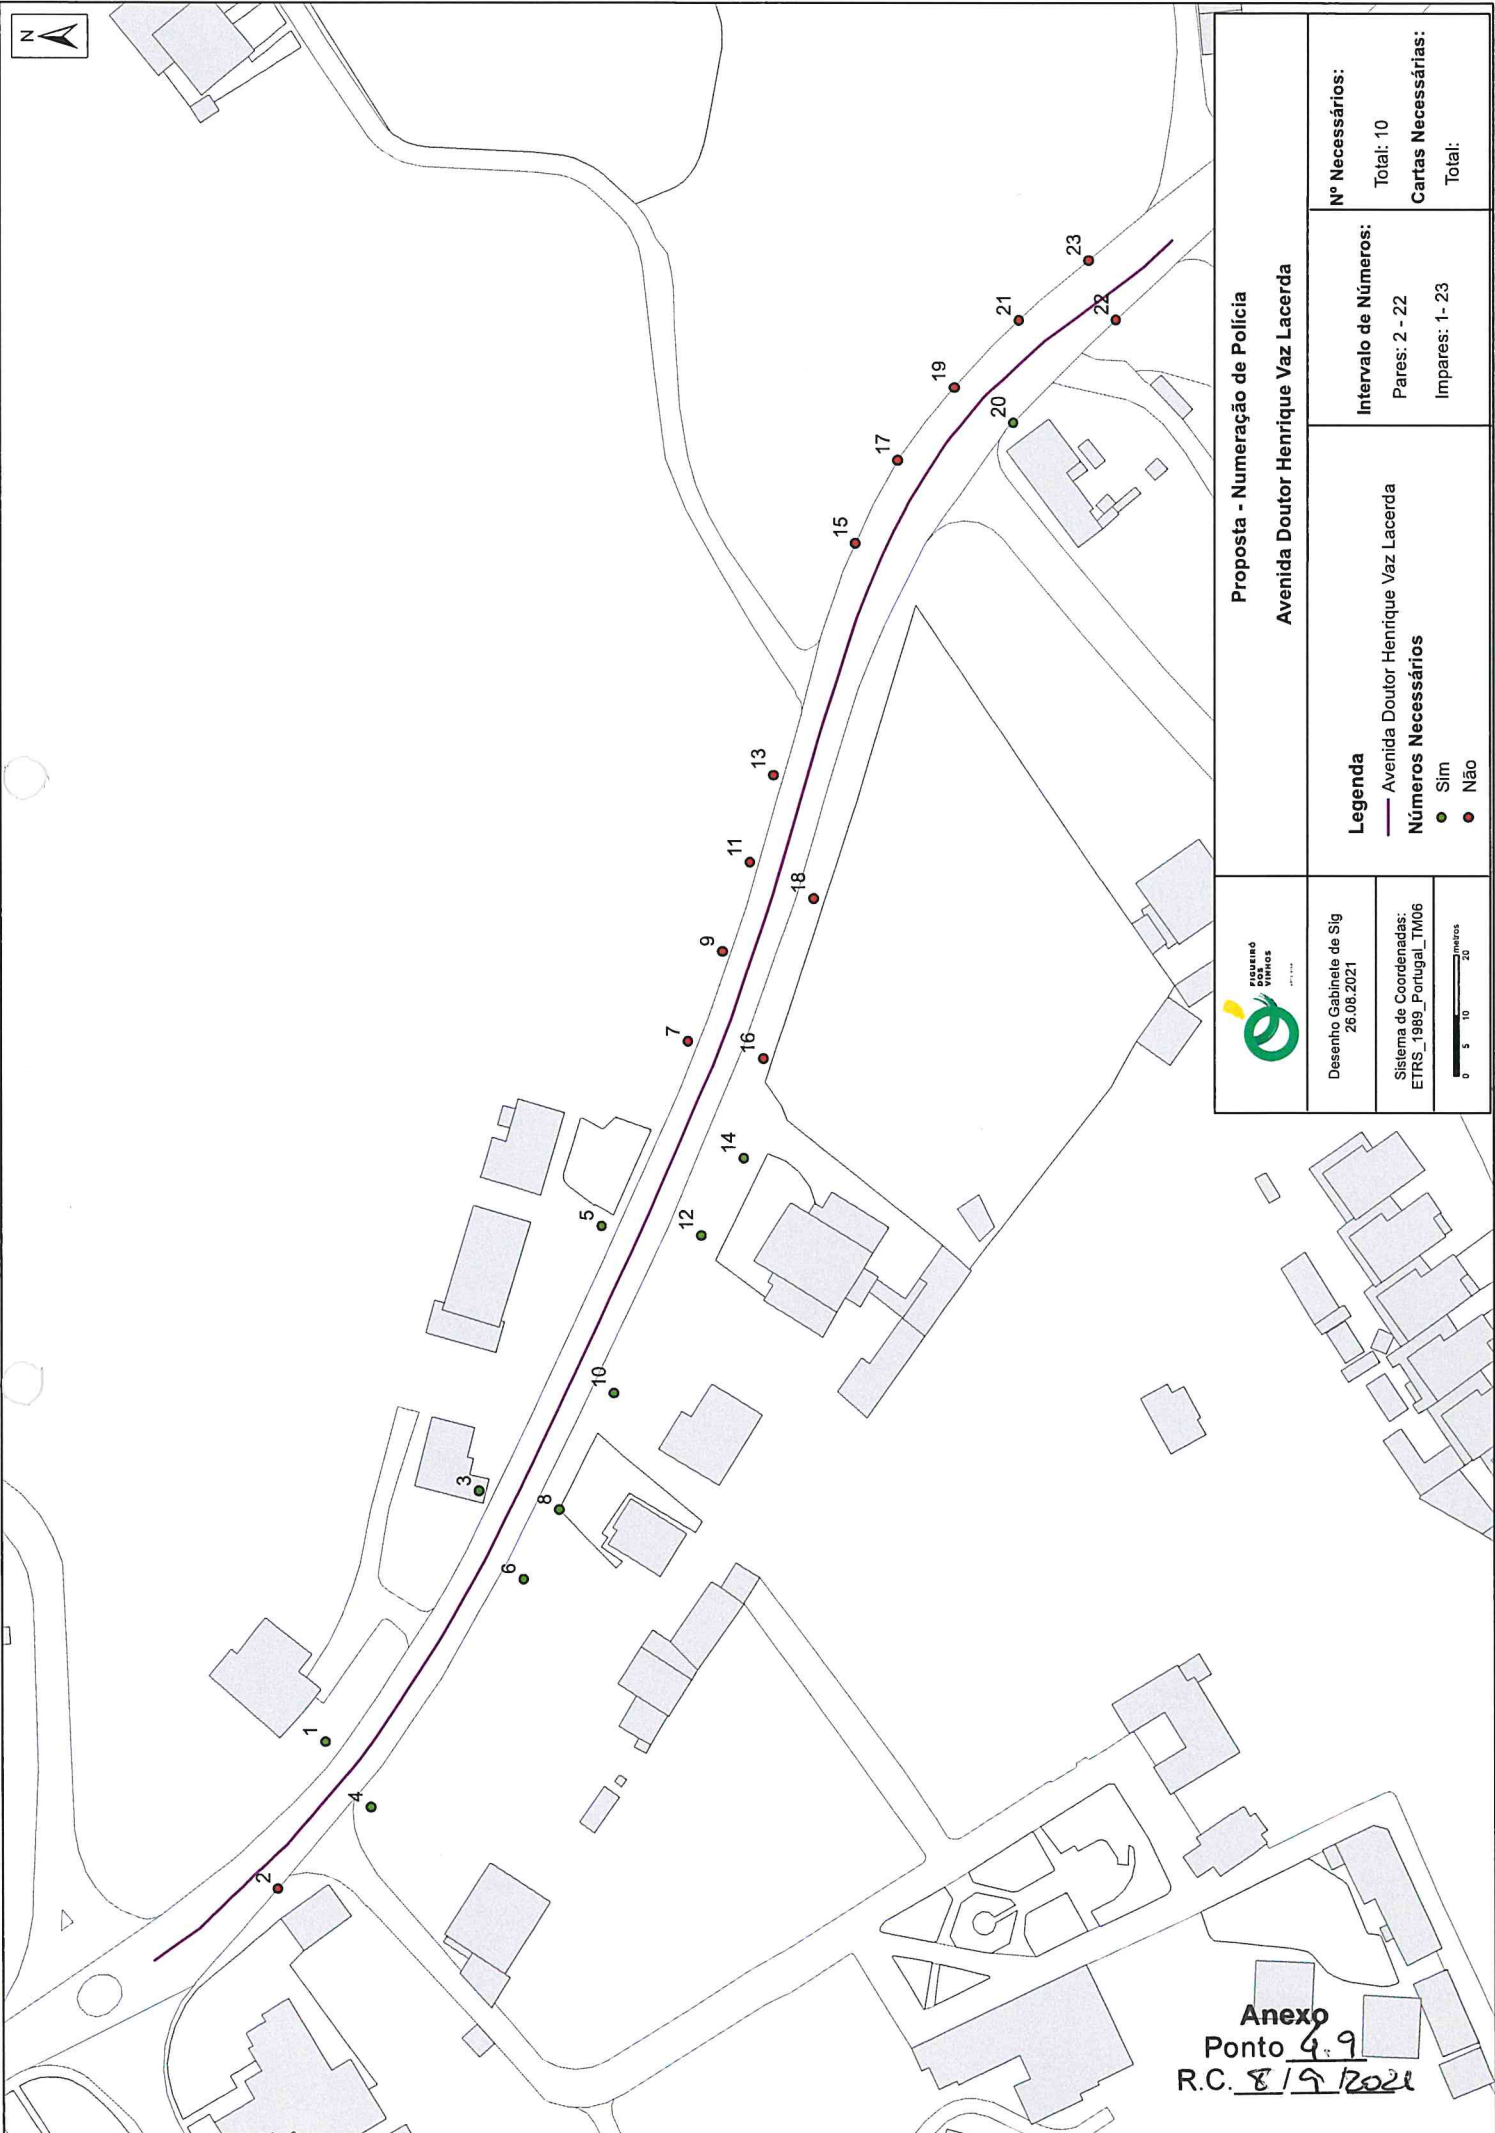 N
1
2
3
4
5
6
7
8
9
10
11
12
13
14
15
16
17
18
19
20
21
22
23
Proposta - Numeração de Polícia
Avenida Doutor Henrique Vaz Lacerda
FIGUEIRÓ
DOS
VINHOS
Desenho Gabinete de Sig
26.08.2021
Sistema de Coordenadas:
ETRS_1989_Portugal_TM06
0 5 10 20
metros
Legenda
Avenida Doutor Henrique Vaz Lacerda
Números Necessários
Sim
Não
Intervalo de Números:
Pares: 2 - 22
Impares: 1- 23
Nº Necessários:
Total: 10
Cartas Necessárias:
Total:
Anexo
Ponto 4.9
R.C. 8/9/2021